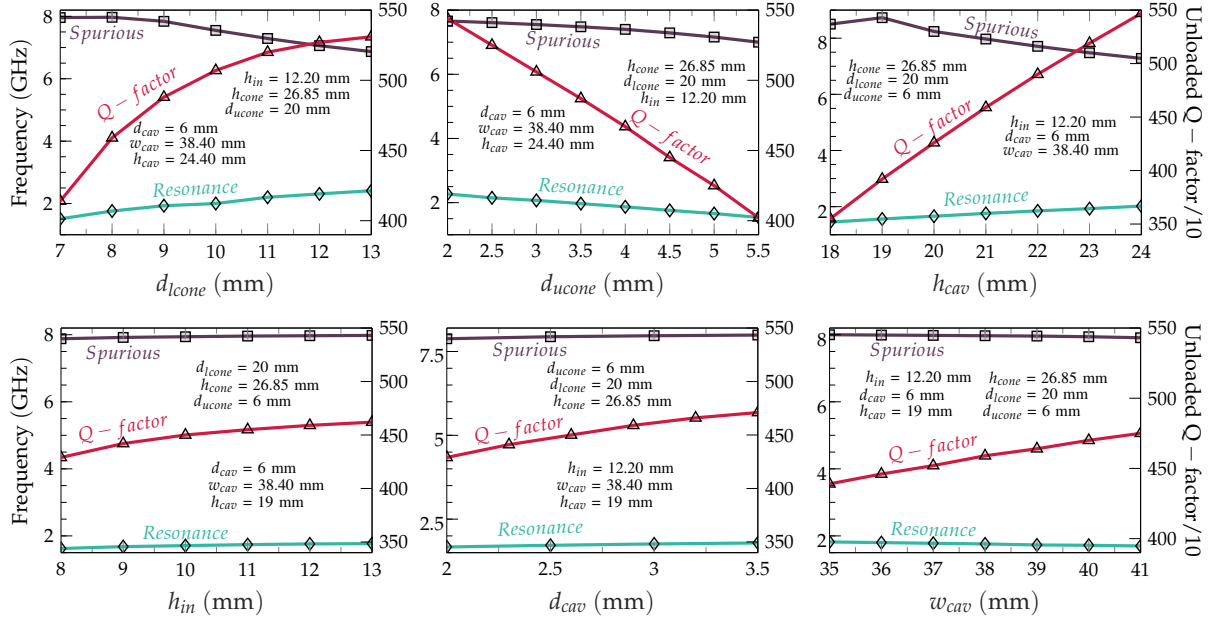 Frequency (GHz)
8
6
4
2
550
500
450
400
Spurious
Q − factor
h_in = 12.20 mm
h_cone = 26.85 mm
d_ucone = 20 mm
d_cav = 6 mm
w_cav = 38.40 mm
h_cav = 24.40 mm
Resonance
7 8 9 10 11 12 13
d_lcone (mm)
8
6
4
2
550
500
450
400
Spurious
h_cone = 26.85 mm
d_lcone = 20 mm
h_in = 12.20 mm
d_cav = 6 mm
w_cav = 38.40 mm
h_cav = 24.40 mm
Q − factor
Resonance
2 2.5 3 3.5 4 4.5 5 5.5
d_ucone (mm)
8
6
4
2
550
500
450
400
350
Unloaded Q − factor/10
Spurious
h_cone = 26.85 mm
d_lcone = 20 mm
d_ucone = 6 mm
Q − factor
h_in = 12.20 mm
d_cav = 6 mm
w_cav = 38.40 mm
Resonance
18 19 20 21 22 23 24
h_cav (mm)
Frequency (GHz)
8
6
4
2
550
500
450
400
350
Spurious
d_lcone = 20 mm
h_cone = 26.85 mm
d_ucone = 6 mm
Q − factor
d_cav = 6 mm
w_cav = 38.40 mm
h_cav = 19 mm
Resonance
8 9 10 11 12 13
h_in (mm)
7.5
5
2.5
550
500
450
400
350
Spurious
d_ucone = 6 mm
d_lcone = 20 mm
h_cone = 26.85 mm
Q − factor
h_in = 12.20 mm
w_cav = 38.40 mm
h_cav = 19 mm
Resonance
2 2.5 3 3.5
d_cav (mm)
8
6
4
2
550
500
450
400
Unloaded Q − factor/10
Spurious
h_in = 12.20 mm h_cone = 26.85 mm
d_cav = 6 mm d_lcone = 20 mm
h_cav = 19 mm d_ucone = 6 mm
Q − factor
Resonance
35 36 37 38 39 40 41
w_cav (mm)